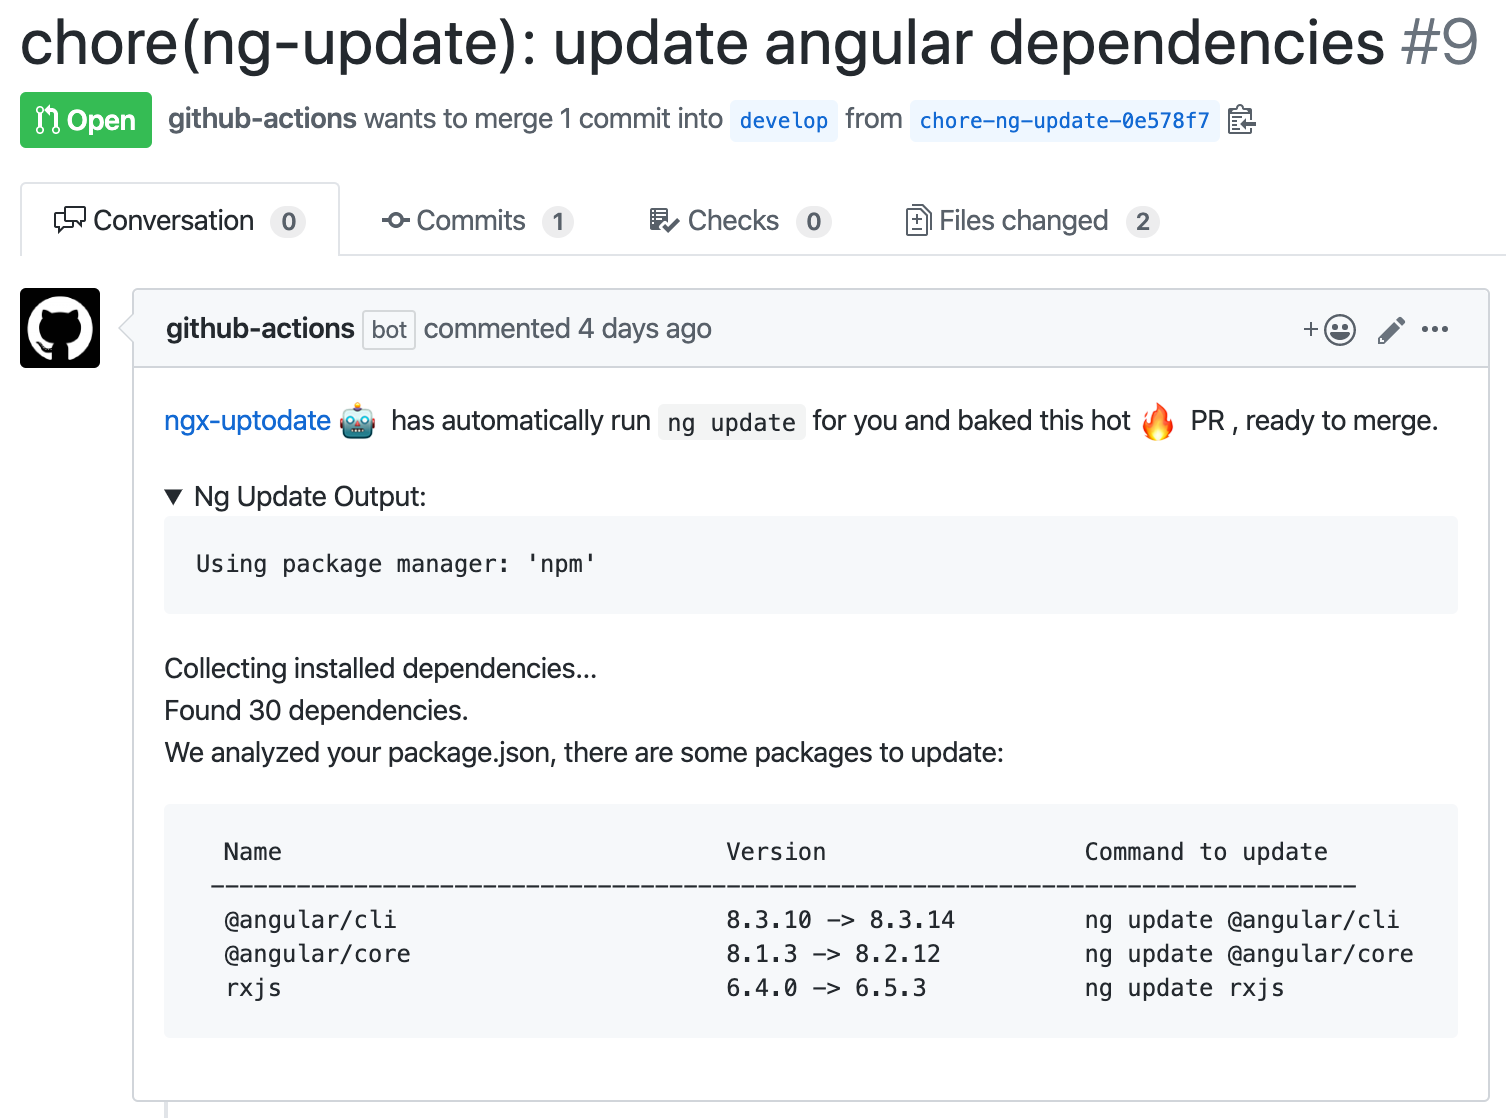 chore(ng-update): update angular dependencies #9
Open github-actions wants to merge 1 commit into develop from chore-ng-update-0e578f7
Conversation 0 Commits 1 Checks 0 Files changed 2
github-actions bot commented 4 days ago
ngx-uptodate 🤖 has automatically run ng update for you and baked this hot 🔥 PR , ready to merge.
▼ Ng Update Output:
Using package manager: 'npm'
Collecting installed dependencies...
Found 30 dependencies.
We analyzed your package.json, there are some packages to update:
Name Version Command to update
--------------------------------------------------------------------------------
@angular/cli 8.3.10 -> 8.3.14 ng update @angular/cli
@angular/core 8.1.3 -> 8.2.12 ng update @angular/core
rxjs 6.4.0 -> 6.5.3 ng update rxjs